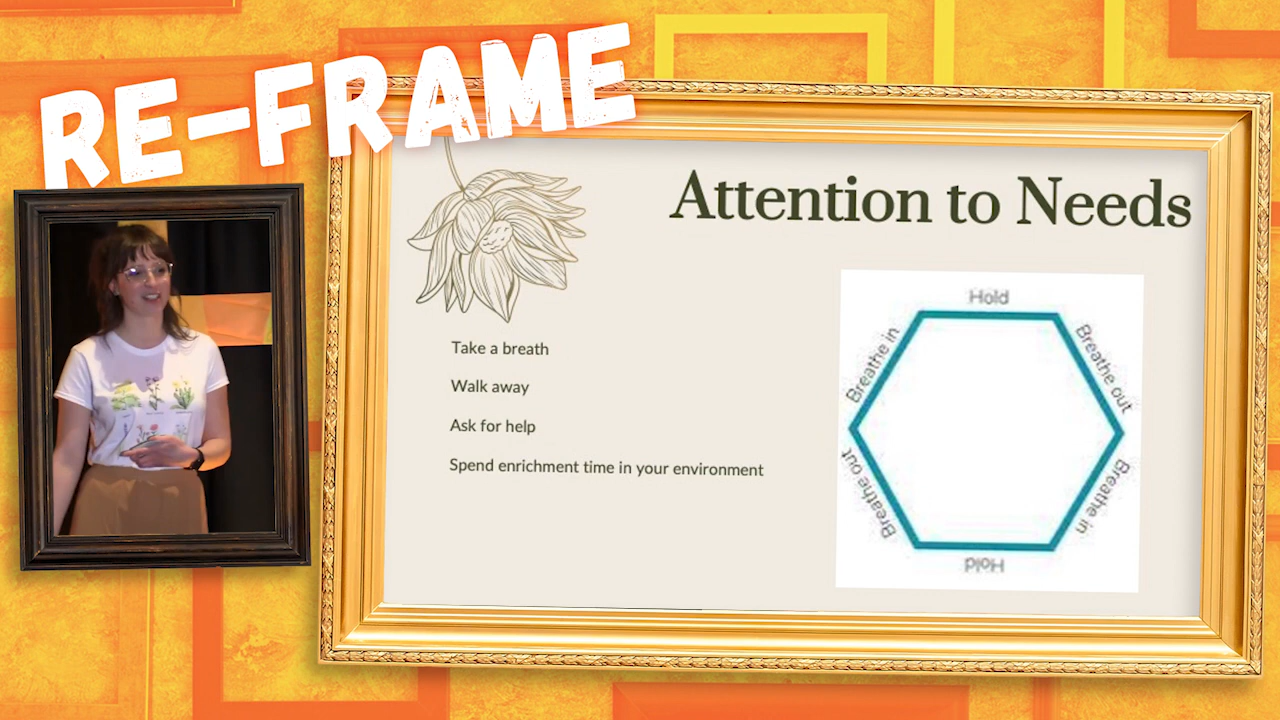 RE-FRAME
Attention to Needs
Take a breath
Walk away
Ask for help
Spend enrichment time in your environment
Hold
Breathe in
Breathe out
Breathe out
Breathe in
Hold